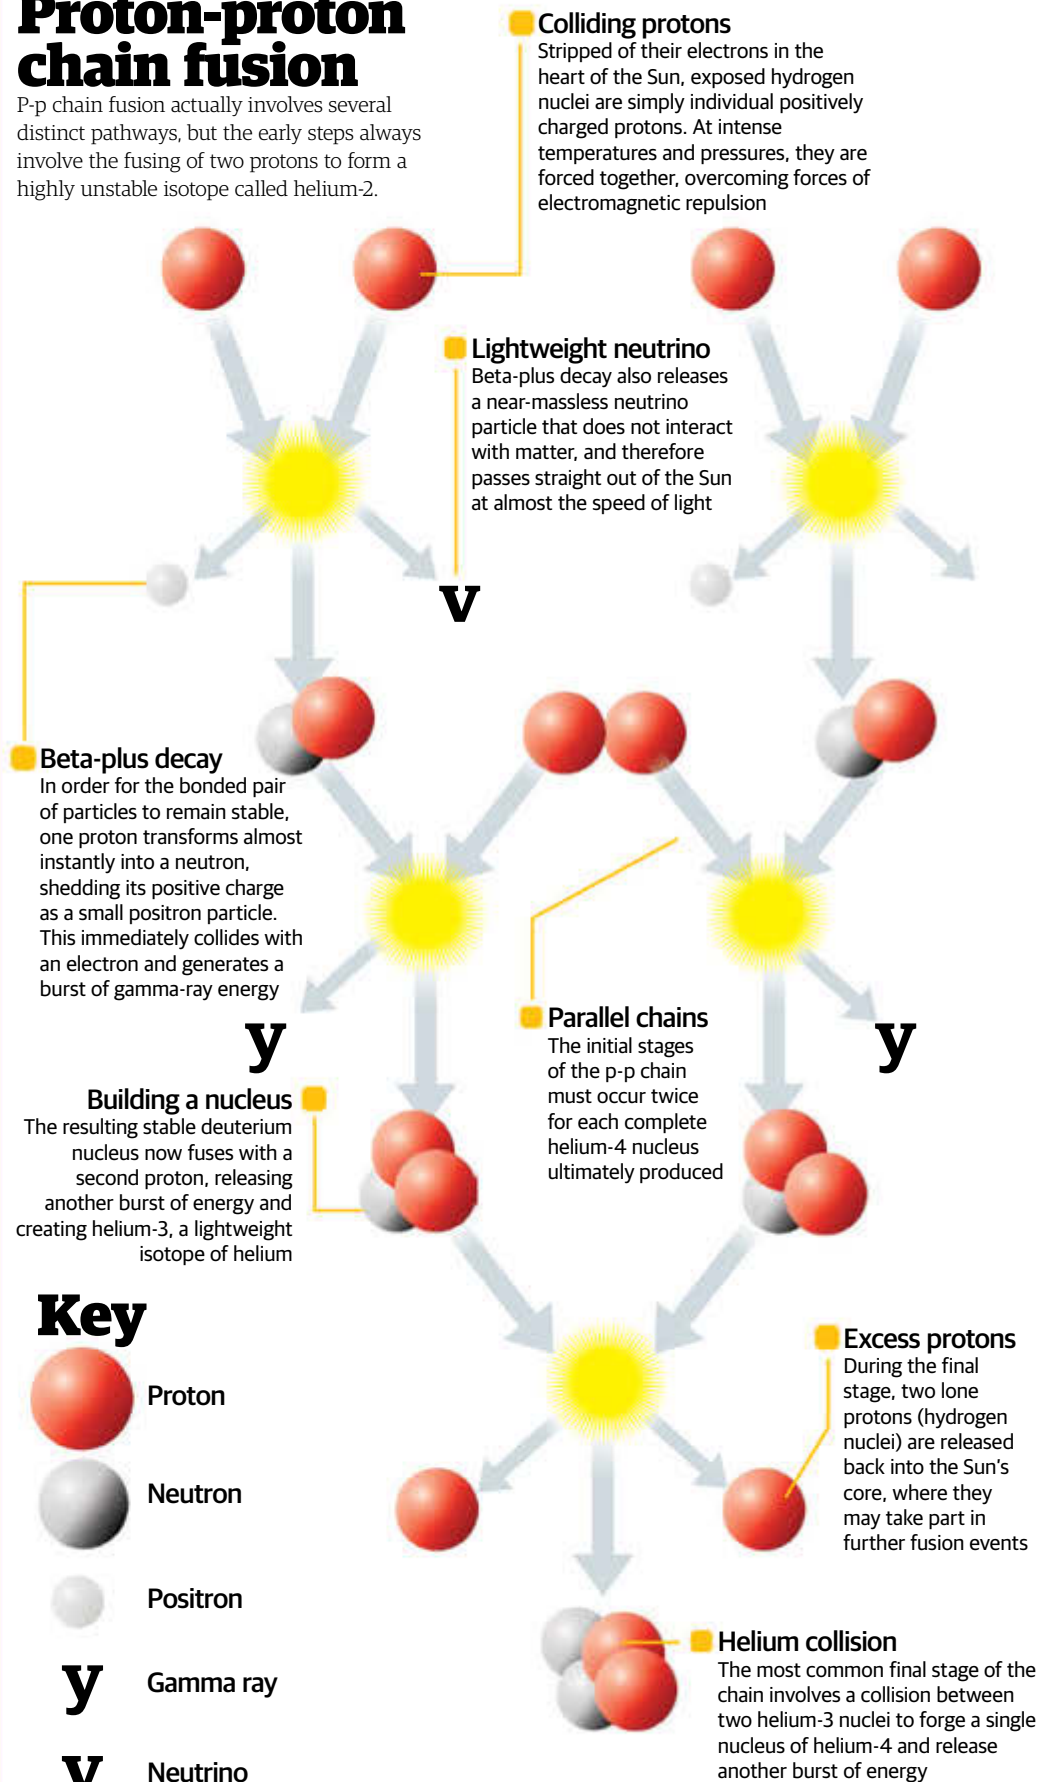 Proton-proton
chain fusion
P-p chain fusion actually involves several
distinct pathways, but the early steps always
involve the fusing of two protons to form a
highly unstable isotope called helium-2.
Colliding protons
Stripped of their electrons in the
heart of the Sun, exposed hydrogen
nuclei are simply individual positively
charged protons. At intense
temperatures and pressures, they are
forced together, overcoming forces of
electromagnetic repulsion
Lightweight neutrino
Beta-plus decay also releases
a near-massless neutrino
particle that does not interact
with matter, and therefore
passes straight out of the Sun
at almost the speed of light
v
Beta-plus decay
In order for the bonded pair
of particles to remain stable,
one proton transforms almost
instantly into a neutron,
shedding its positive charge
as a small positron particle.
This immediately collides with
an electron and generates a
burst of gamma-ray energy
y
Parallel chains
The initial stages
of the p-p chain
must occur twice
for each complete
helium-4 nucleus
ultimately produced
y
Building a nucleus
The resulting stable deuterium
nucleus now fuses with a
second proton, releasing
another burst of energy and
creating helium-3, a lightweight
isotope of helium
Key
Proton
Neutron
Positron
y Gamma ray
v Neutrino
Excess protons
During the final
stage, two lone
protons (hydrogen
nuclei) are released
back into the Sun's
core, where they
may take part in
further fusion events
Helium collision
The most common final stage of the
chain involves a collision between
two helium-3 nuclei to forge a single
nucleus of helium-4 and release
another burst of energy